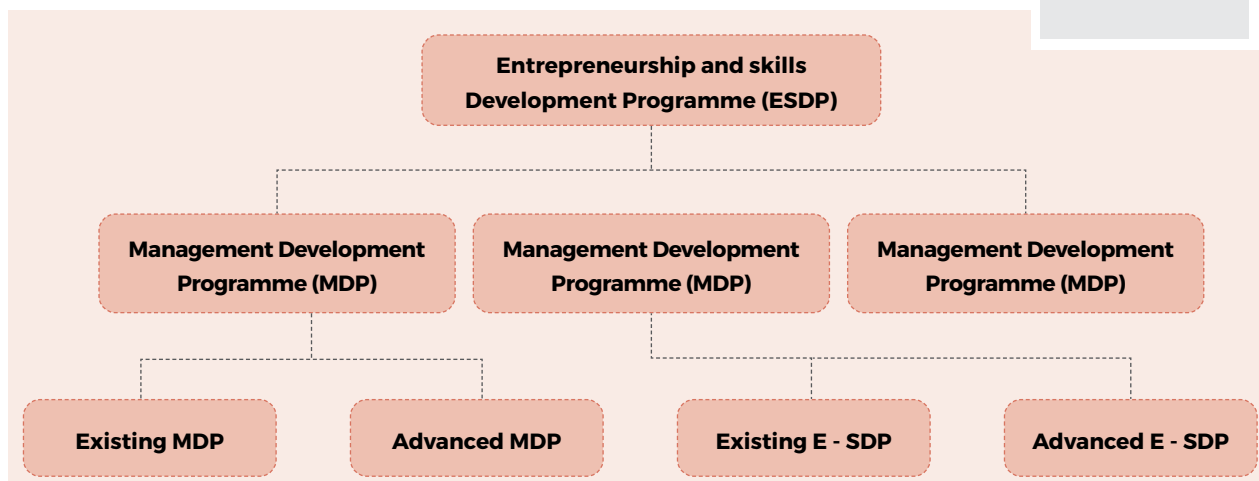 Entrepreneurship and skills
Development Programme (ESDP)
Management Development
Programme (MDP)
Management Development
Programme (MDP)
Management Development
Programme (MDP)
Existing MDP
Advanced MDP
Existing E - SDP
Advanced E - SDP